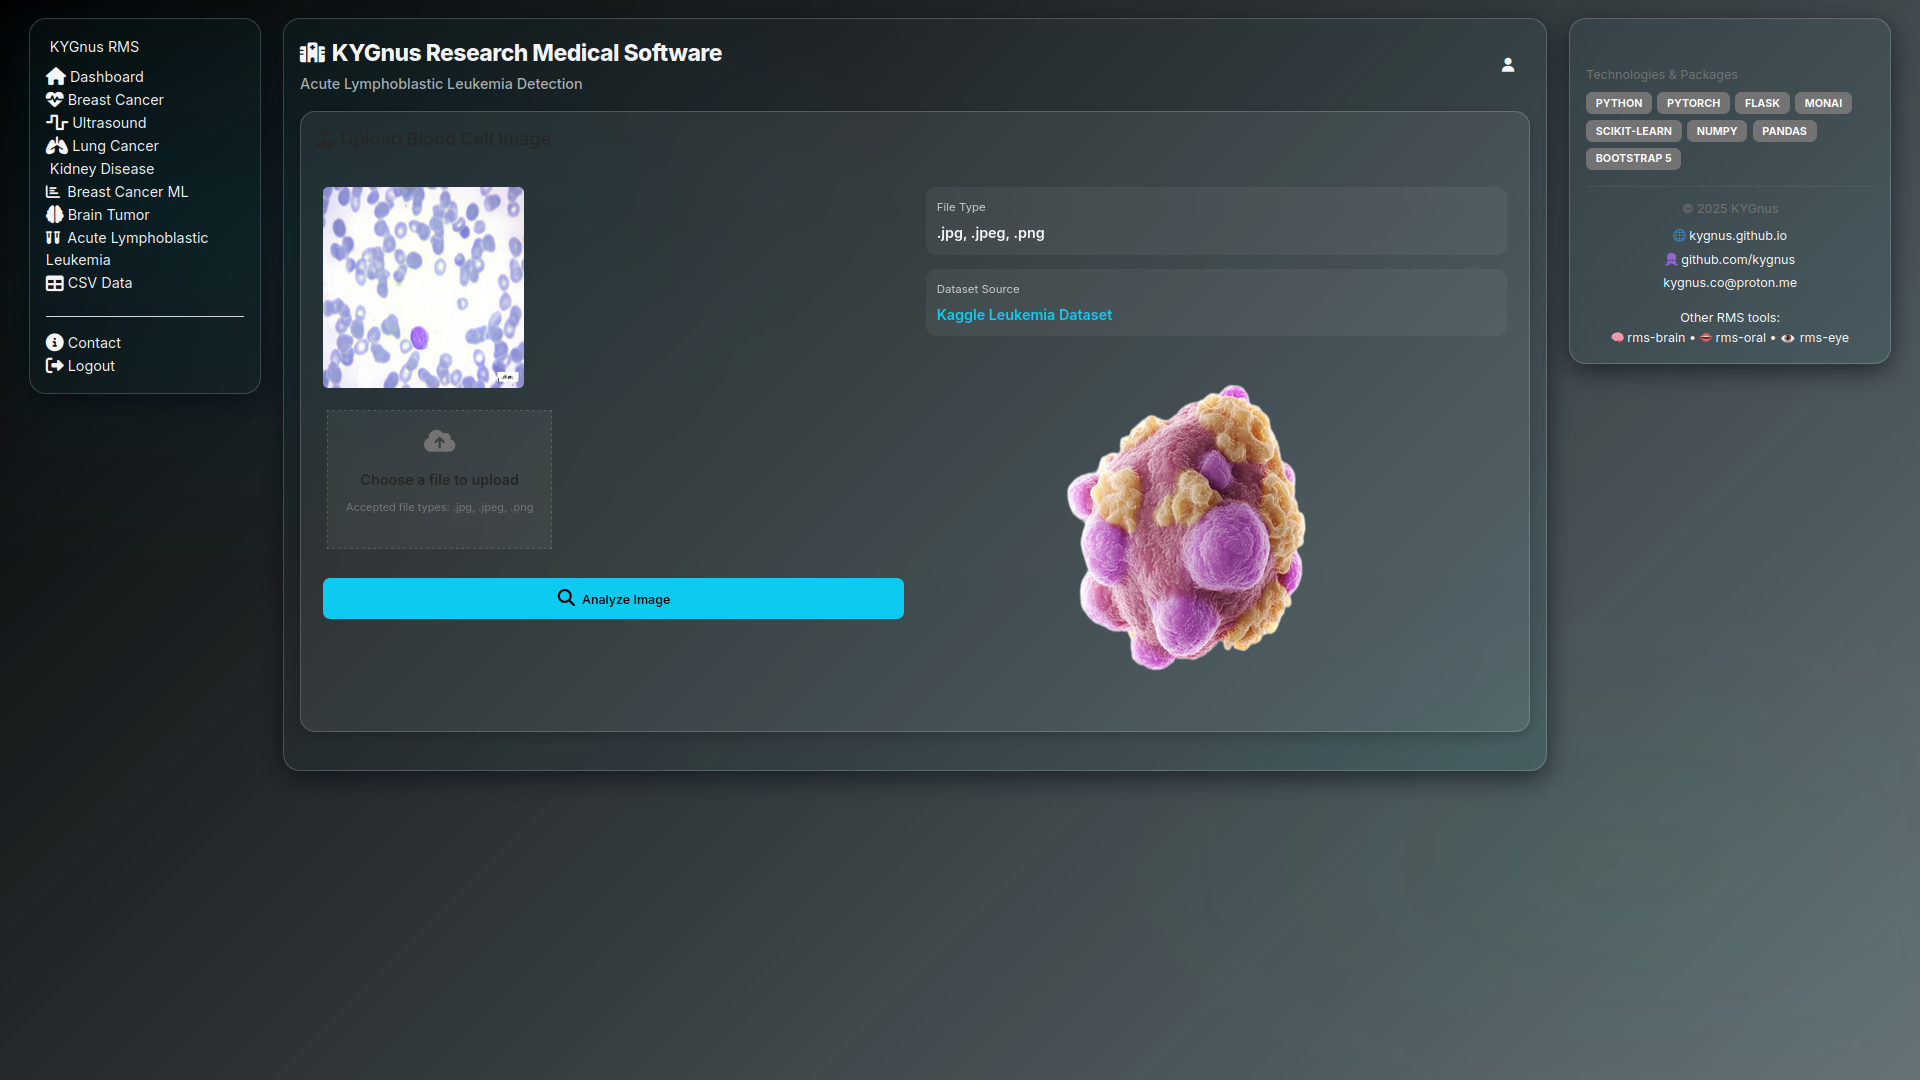 KYGnus RMS
Dashboard
Breast Cancer
Ultrasound
Lung Cancer
Kidney Disease
Breast Cancer ML
Brain Tumor
Acute Lymphoblastic
Leukemia
CSV Data
Contact
Logout
KYGnus Research Medical Software
Acute Lymphoblastic Leukemia Detection
Upload Blood Cell Image
Choose a file to upload
Accepted file types: .jpg, .jpeg, .png
Analyze Image
File Type
.jpg, .jpeg, .png
Dataset Source
Kaggle Leukemia Dataset
Technologies & Packages
PYTHON PYTORCH FLASK MONAI
SCIKIT-LEARN NUMPY PANDAS
BOOTSTRAP 5
© 2025 KYGnus
kygnus.github.io
github.com/kygnus
kygnus.co@proton.me
Other RMS tools:
rms-brain • rms-oral • rms-eye